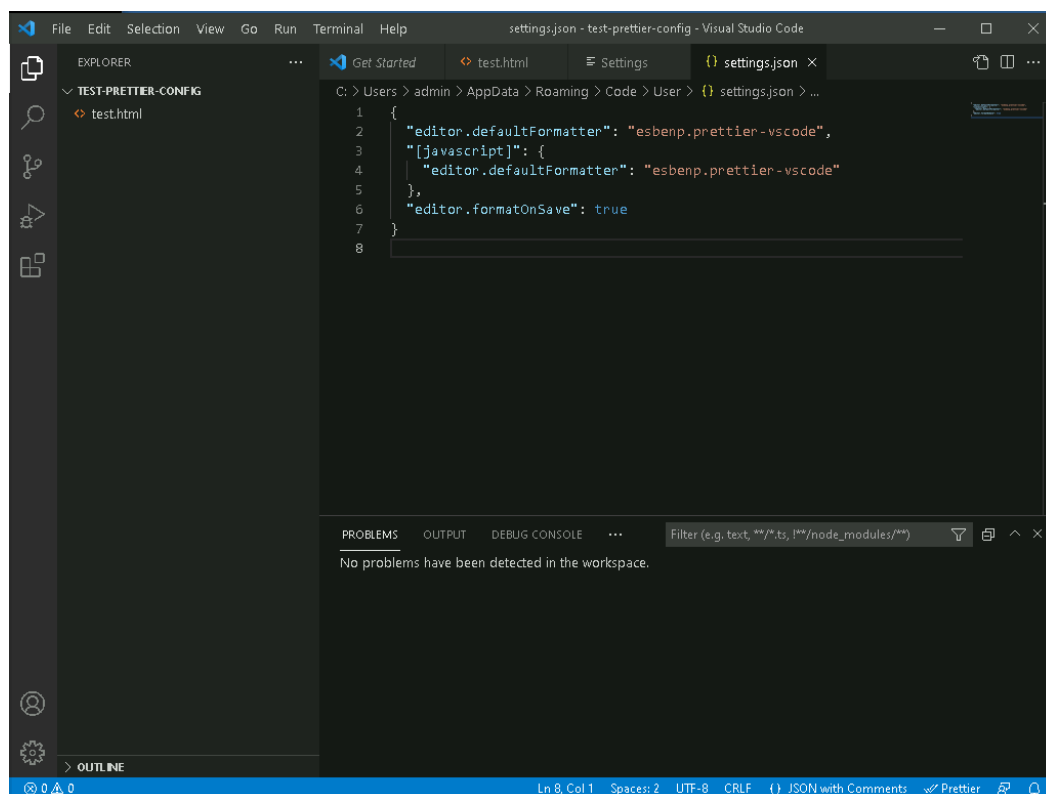 File Edit Selection View Go Run Terminal Help settings.json - test-prettier-config - Visual Studio Code
EXPLORER
TEST-PRETTIER-CONFIG
test.html
Get Started test.html Settings {} settings.json
C: > Users > admin > AppData > Roaming > Code > User > {} settings.json > ...
1 {
2 "editor.defaultFormatter": "esbenp.prettier-vscode",
3 "[javascript]": {
4 "editor.defaultFormatter": "esbenp.prettier-vscode"
5 },
6 "editor.formatOnSave": true
7 }
8
PROBLEMS OUTPUT DEBUG CONSOLE ... Filter (e.g. text, **/*.ts, !**/node_modules/**)
No problems have been detected in the workspace.
OUTLINE
0 0 Ln 8, Col 1 Spaces: 2 UTF-8 CRLF {} JSON with Comments Prettier